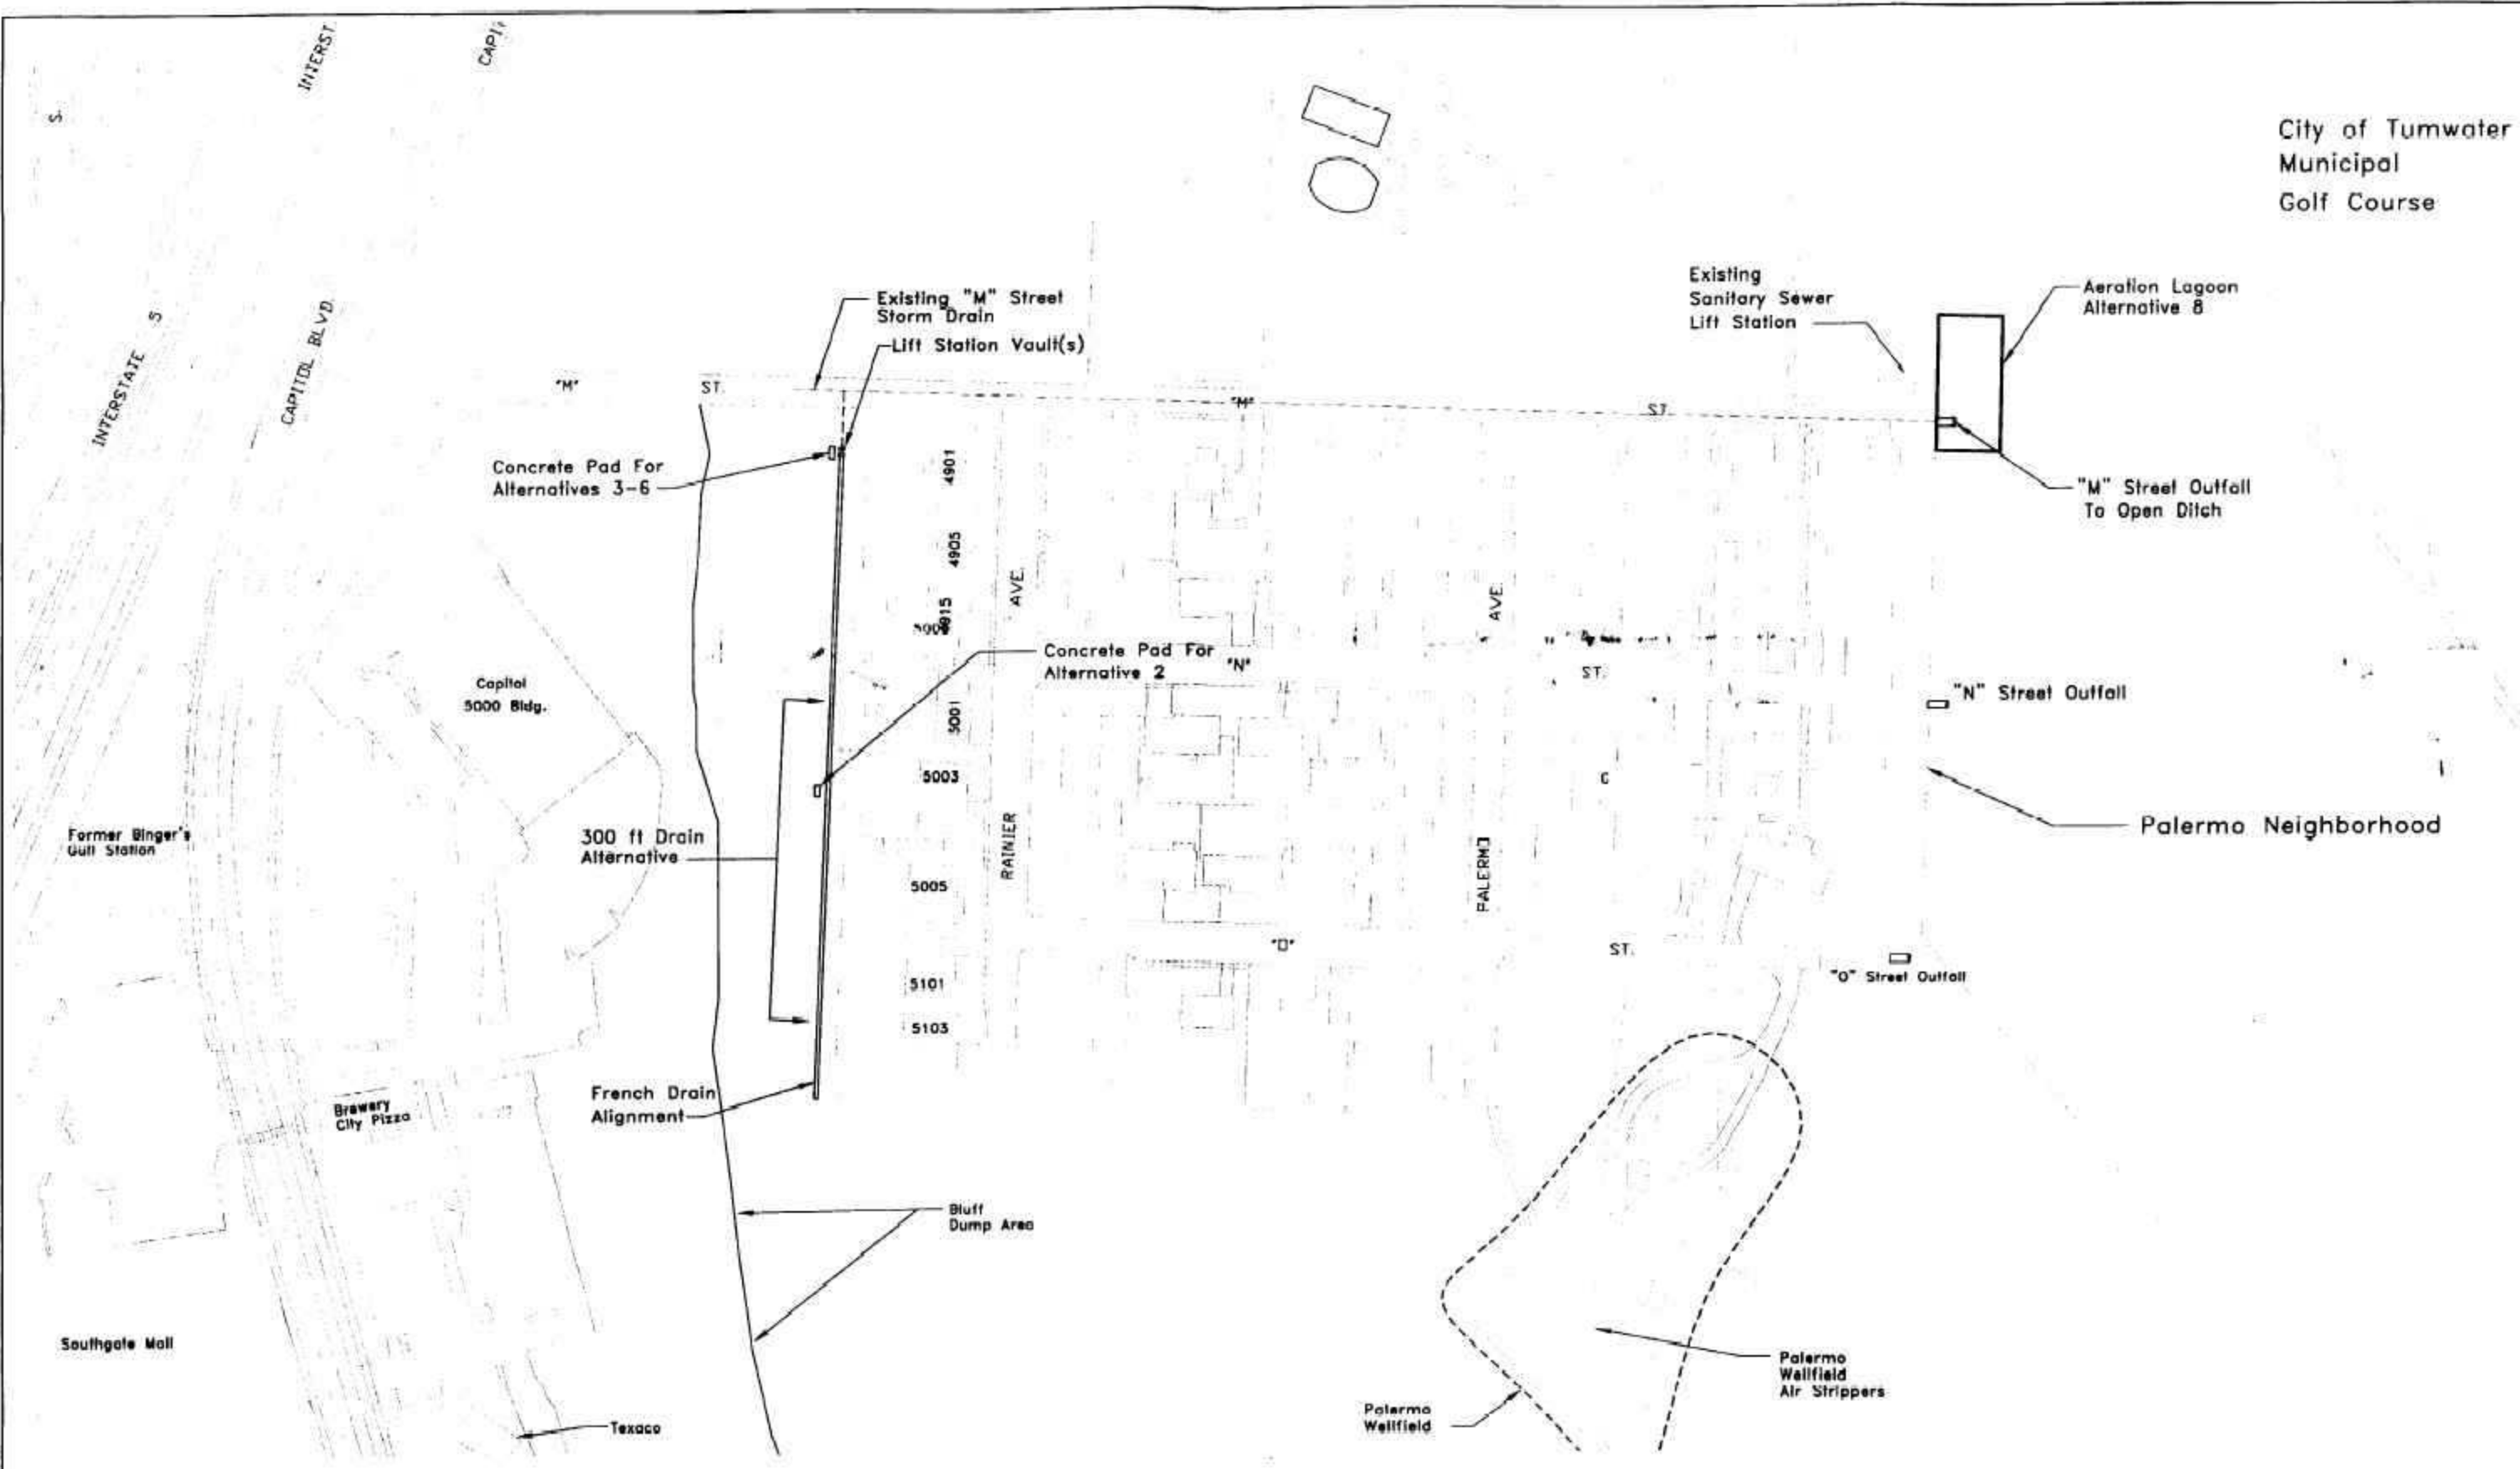 INTERST.
S.
City of Tumwater
Municipal
Golf Course
Existing
Sanitary Sewer
Lift Station
Aeration Lagoon
Alternative 8
Existing "M" Street
Storm Drain
Lift Station Vault(s)
INTERSTATE 5
CAPITOL BLVD.
"M" ST.
"M" ST
Concrete Pad For
Alternatives 3-6
4901
"M" Street Outfall
To Open Ditch
4905
AVE.
AVE
Concrete Pad For
Alternative 2
"N"
ST.
Capitol
5000 Bldg.
5001
"N" Street Outfall
5003
300 ft Drain
Alternative
Former Binger's
Gull Station
RAINIER
PALERMO
Palermo Neighborhood
5005
"O"
ST.
"O" Street Outfall
5101
5103
French Drain
Alignment
Brewery
City Pizza
Bluff
Dump Area
Southgate Mall
Palermo
Wellfield
Air Strippers
Palermo
Wellfield
Texaco